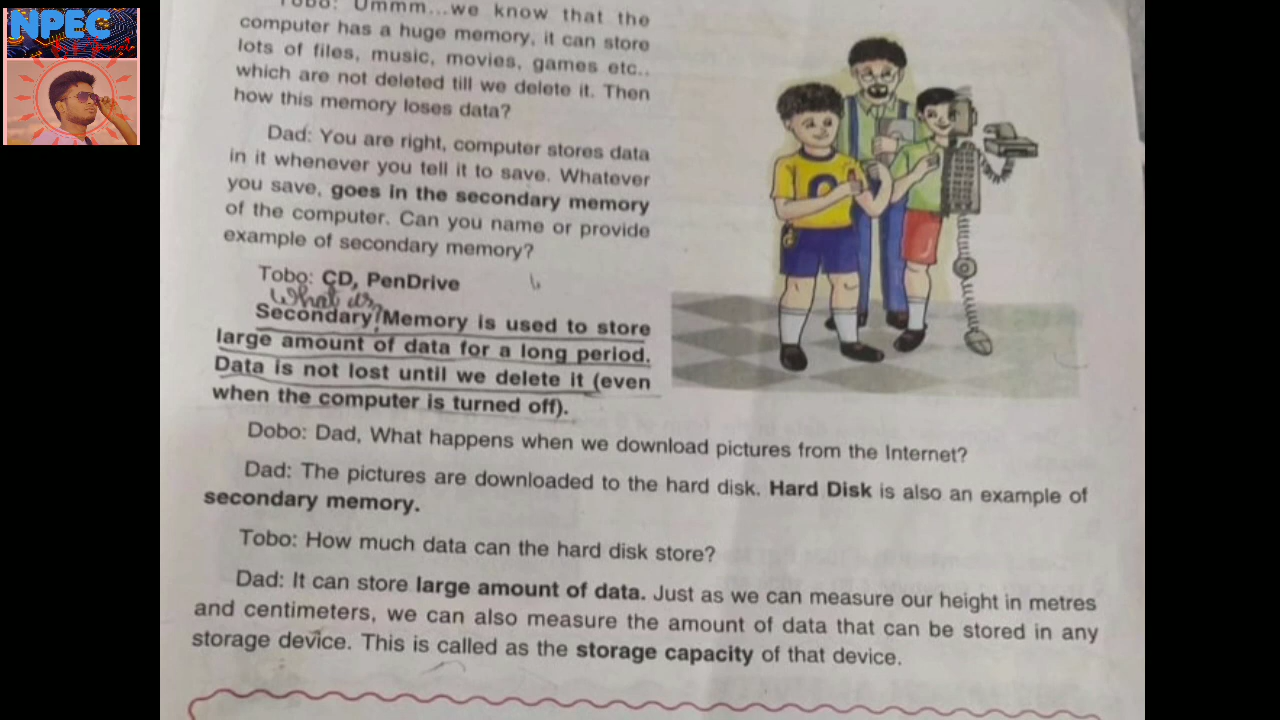 NPEC
Tobo: Ummm...we know that the
computer has a huge memory, it can store
lots of files, music, movies, games etc..
which are not deleted till we delete it. Then
how this memory loses data?
Dad: You are right, computer stores data
in it whenever you tell it to save. Whatever
you save, goes in the secondary memory
of the computer. Can you name or provide
example of secondary memory?
Tobo: CD, PenDrive
What is
Secondary?Memory is used to store
large amount of data for a long period.
Data is not lost until we delete it (even
when the computer is turned off).
Dobo: Dad, What happens when we download pictures from the Internet?
Dad: The pictures are downloaded to the hard disk. Hard Disk is also an example of
secondary memory.
Tobo: How much data can the hard disk store?
Dad: It can store large amount of data. Just as we can measure our height in metres
and centimeters, we can also measure the amount of data that can be stored in any
storage device. This is called as the storage capacity of that device.